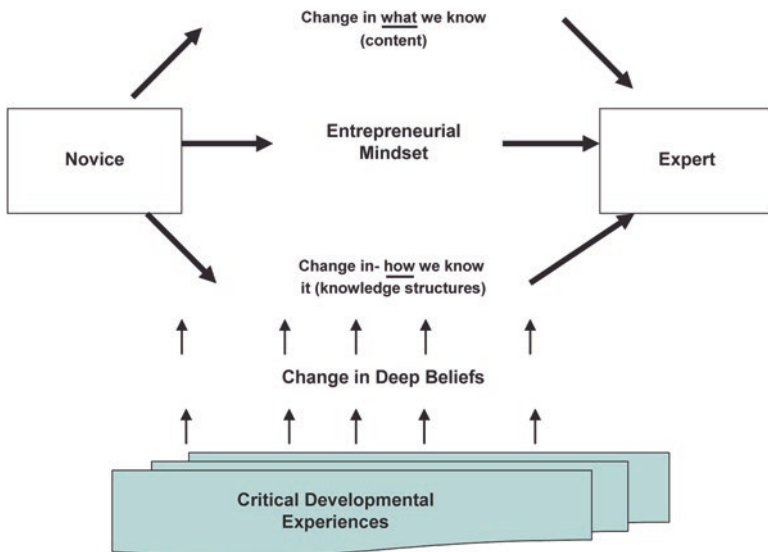 Change in what we know
(content)
Novice
Entrepreneurial
Mindset
Expert
Change in- how we know
it (knowledge structures)
Change in Deep Beliefs
Critical Developmental
Experiences